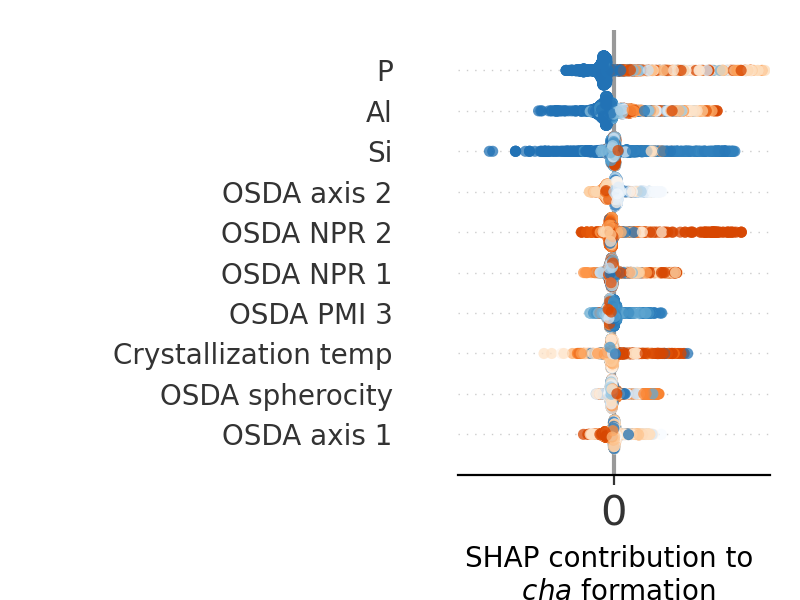 P
Al
Si
OSDA axis 2
OSDA NPR 2
OSDA NPR 1
OSDA PMI 3
Crystallization temp
OSDA spherocity
OSDA axis 1
0
SHAP contribution to
cha formation